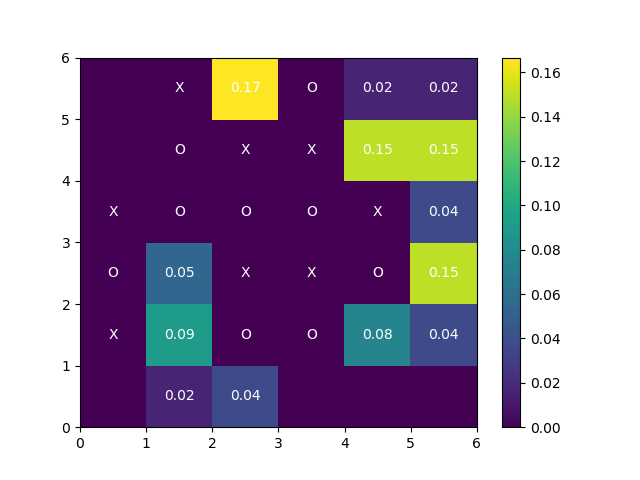 6
X 0.17 O 0.02 0.02
0.16
5
O X X 0.15 0.15
0.14
4
0.12
X O O O X 0.04
0.10
3
O 0.05 X X O 0.15
0.08
2
0.06
X 0.09 O O 0.08 0.04
0.04
1
0.02 0.04
0.02
0
0.00
0 1 2 3 4 5 6